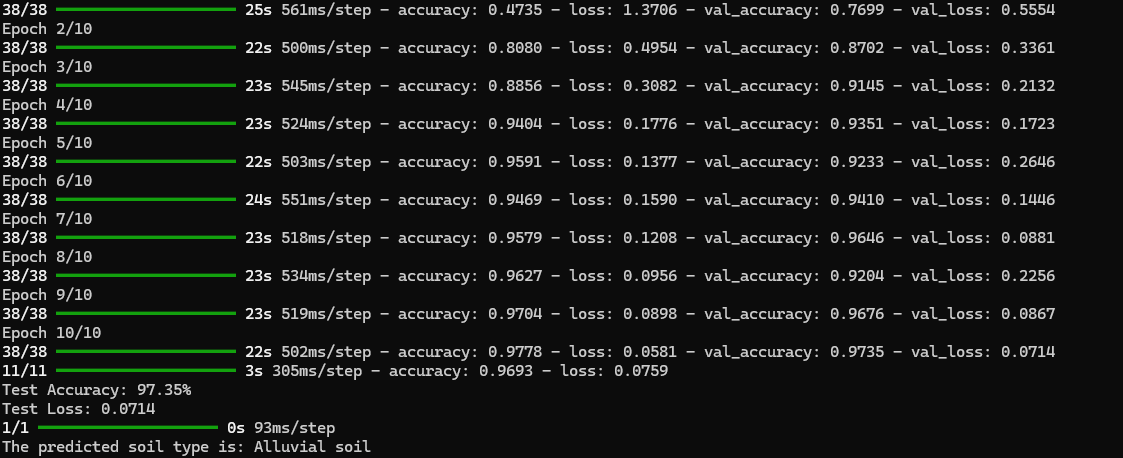 38/38 ━━━━━━━━━━━━━━━━━━━━ 25s 561ms/step - accuracy: 0.4735 - loss: 1.3706 - val_accuracy: 0.7699 - val_loss: 0.5554
Epoch 2/10
38/38 ━━━━━━━━━━━━━━━━━━━━ 22s 500ms/step - accuracy: 0.8080 - loss: 0.4954 - val_accuracy: 0.8702 - val_loss: 0.3361
Epoch 3/10
38/38 ━━━━━━━━━━━━━━━━━━━━ 23s 545ms/step - accuracy: 0.8856 - loss: 0.3082 - val_accuracy: 0.9145 - val_loss: 0.2132
Epoch 4/10
38/38 ━━━━━━━━━━━━━━━━━━━━ 23s 524ms/step - accuracy: 0.9404 - loss: 0.1776 - val_accuracy: 0.9351 - val_loss: 0.1723
Epoch 5/10
38/38 ━━━━━━━━━━━━━━━━━━━━ 22s 503ms/step - accuracy: 0.9591 - loss: 0.1377 - val_accuracy: 0.9233 - val_loss: 0.2646
Epoch 6/10
38/38 ━━━━━━━━━━━━━━━━━━━━ 24s 551ms/step - accuracy: 0.9469 - loss: 0.1590 - val_accuracy: 0.9410 - val_loss: 0.1446
Epoch 7/10
38/38 ━━━━━━━━━━━━━━━━━━━━ 23s 518ms/step - accuracy: 0.9579 - loss: 0.1208 - val_accuracy: 0.9646 - val_loss: 0.0881
Epoch 8/10
38/38 ━━━━━━━━━━━━━━━━━━━━ 23s 534ms/step - accuracy: 0.9627 - loss: 0.0956 - val_accuracy: 0.9204 - val_loss: 0.2256
Epoch 9/10
38/38 ━━━━━━━━━━━━━━━━━━━━ 23s 519ms/step - accuracy: 0.9704 - loss: 0.0898 - val_accuracy: 0.9676 - val_loss: 0.0867
Epoch 10/10
38/38 ━━━━━━━━━━━━━━━━━━━━ 22s 502ms/step - accuracy: 0.9778 - loss: 0.0581 - val_accuracy: 0.9735 - val_loss: 0.0714
11/11 ━━━━━━━━━━━━━━━━━━━━ 3s 305ms/step - accuracy: 0.9693 - loss: 0.0759
Test Accuracy: 97.35%
Test Loss: 0.0714
1/1 ━━━━━━━━━━━━━━━━━━━━ 0s 93ms/step
The predicted soil type is: Alluvial soil